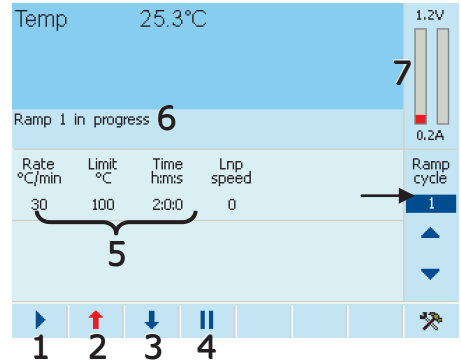 Temp 25.3°C
1.2V
7
Ramp 1 in progress 6
0.2A
Rate °C/min
Limit °C
Time h:m:s
Lnp speed
Ramp cycle
30 100 2:0:0 0 1
5
1 2 3 4